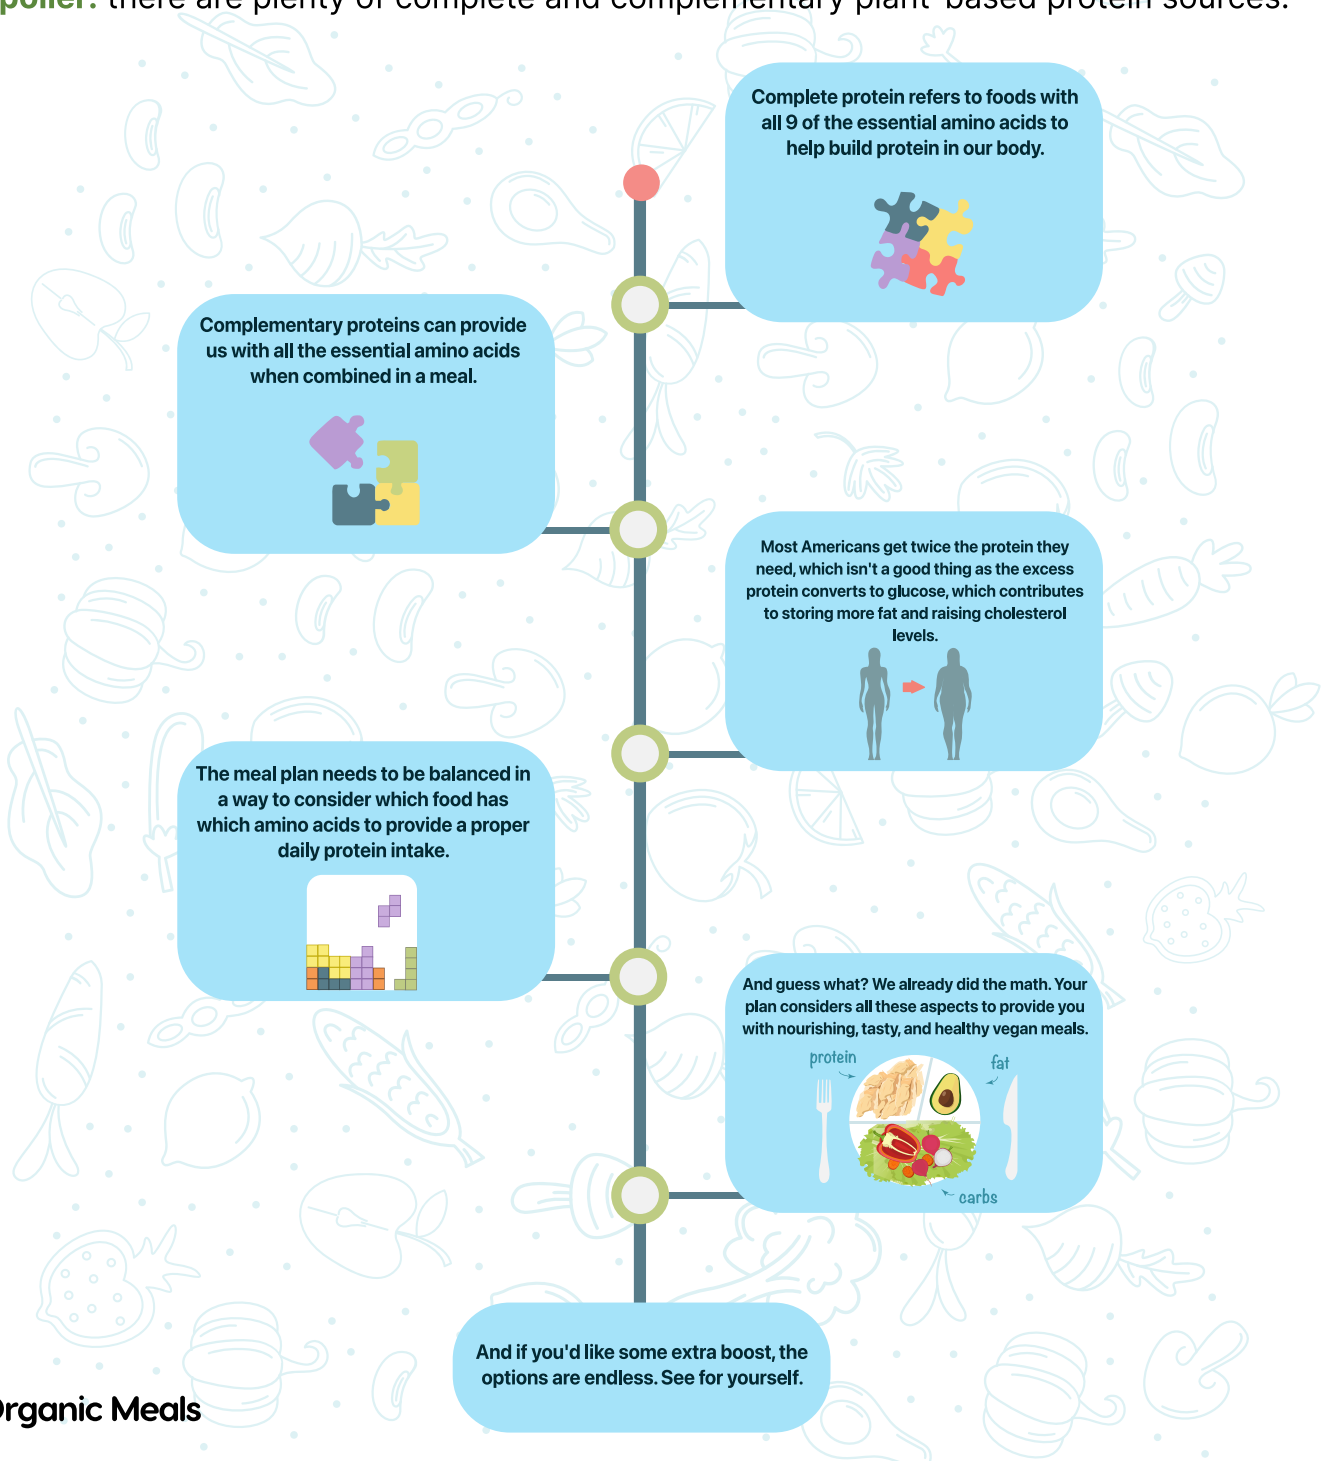 poiler: there are plenty of complete and complementary plant-based protein sources.
Complete protein refers to foods with
all 9 of the essential amino acids to
help build protein in our body.
Complementary proteins can provide
us with all the essential amino acids
when combined in a meal.
Most Americans get twice the protein they
need, which isn't a good thing as the excess
protein converts to glucose, which contributes
to storing more fat and raising cholesterol
levels.
The meal plan needs to be balanced in
a way to consider which food has
which amino acids to provide a proper
daily protein intake.
And guess what? We already did the math. Your
plan considers all these aspects to provide you
with nourishing, tasty, and healthy vegan meals.
protein
fat
carbs
And if you'd like some extra boost, the
options are endless. See for yourself.
Organic Meals